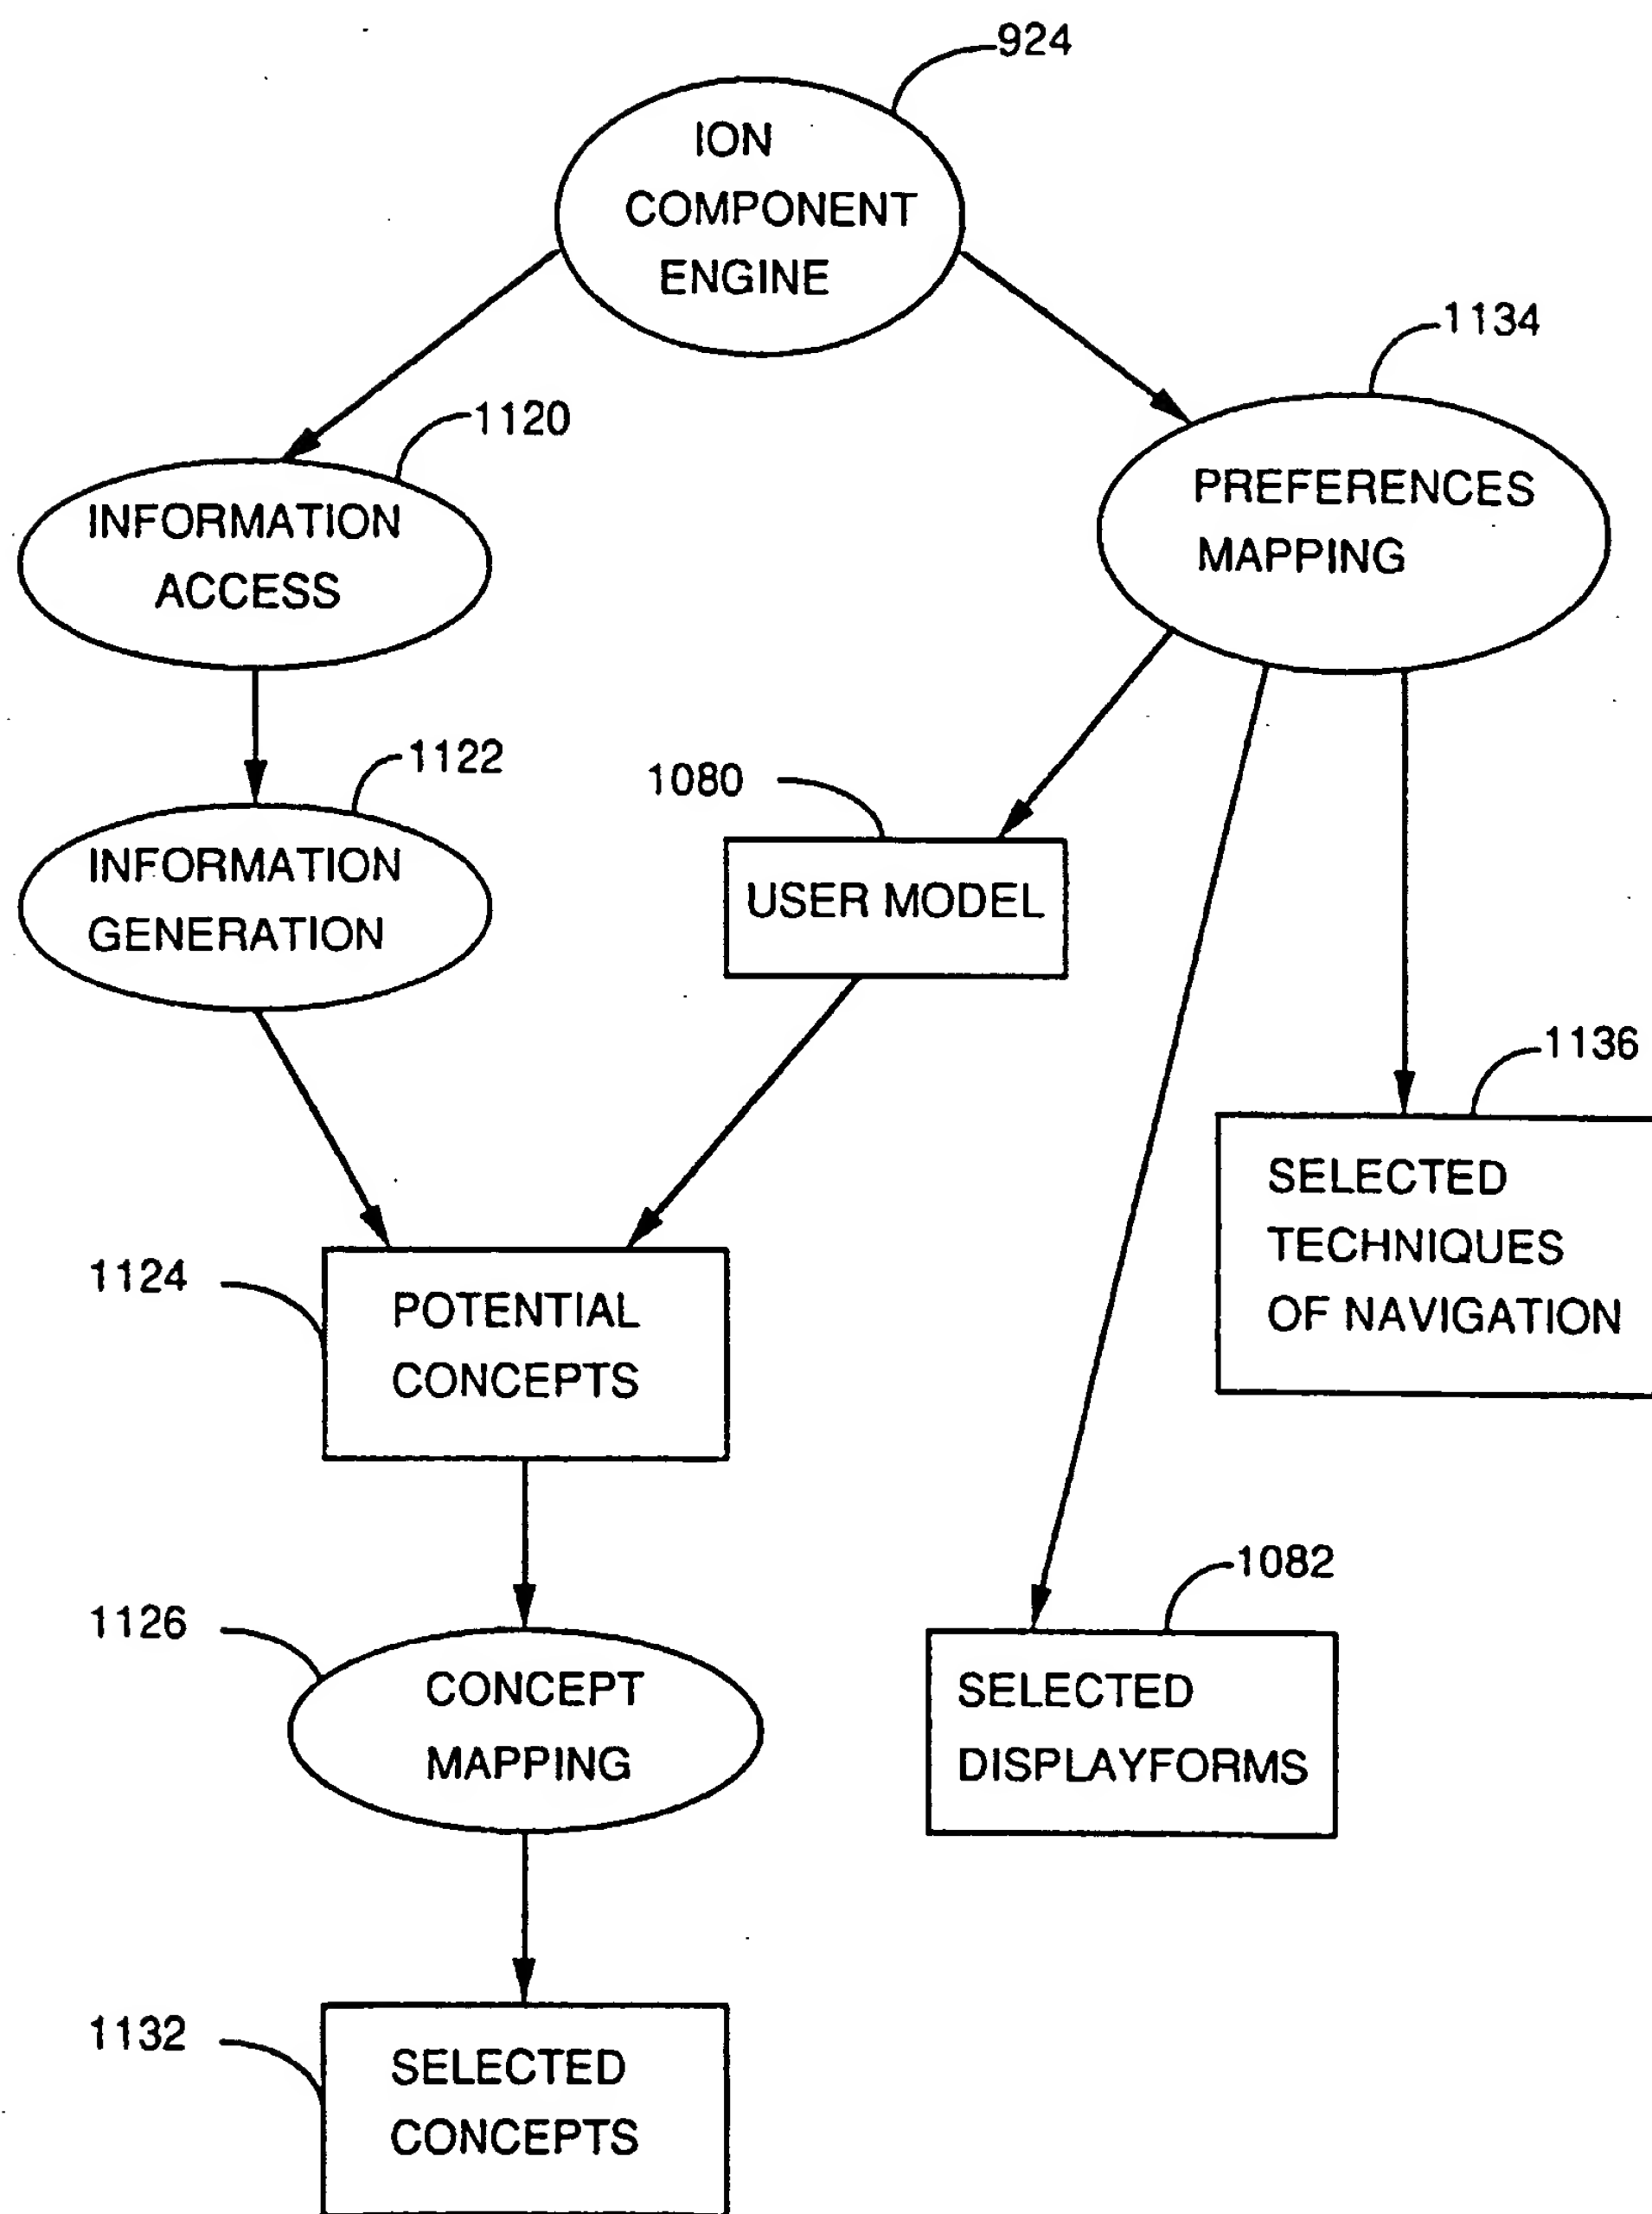 924
ION
COMPONENT
ENGINE
1134
1120
PREFERENCES
MAPPING
INFORMATION
ACCESS
1122
1080
INFORMATION
GENERATION
USER MODEL
1136
SELECTED
TECHNIQUES
OF NAVIGATION
1124
POTENTIAL
CONCEPTS
1082
1126
CONCEPT
MAPPING
SELECTED
DISPLAYFORMS
1132
SELECTED
CONCEPTS